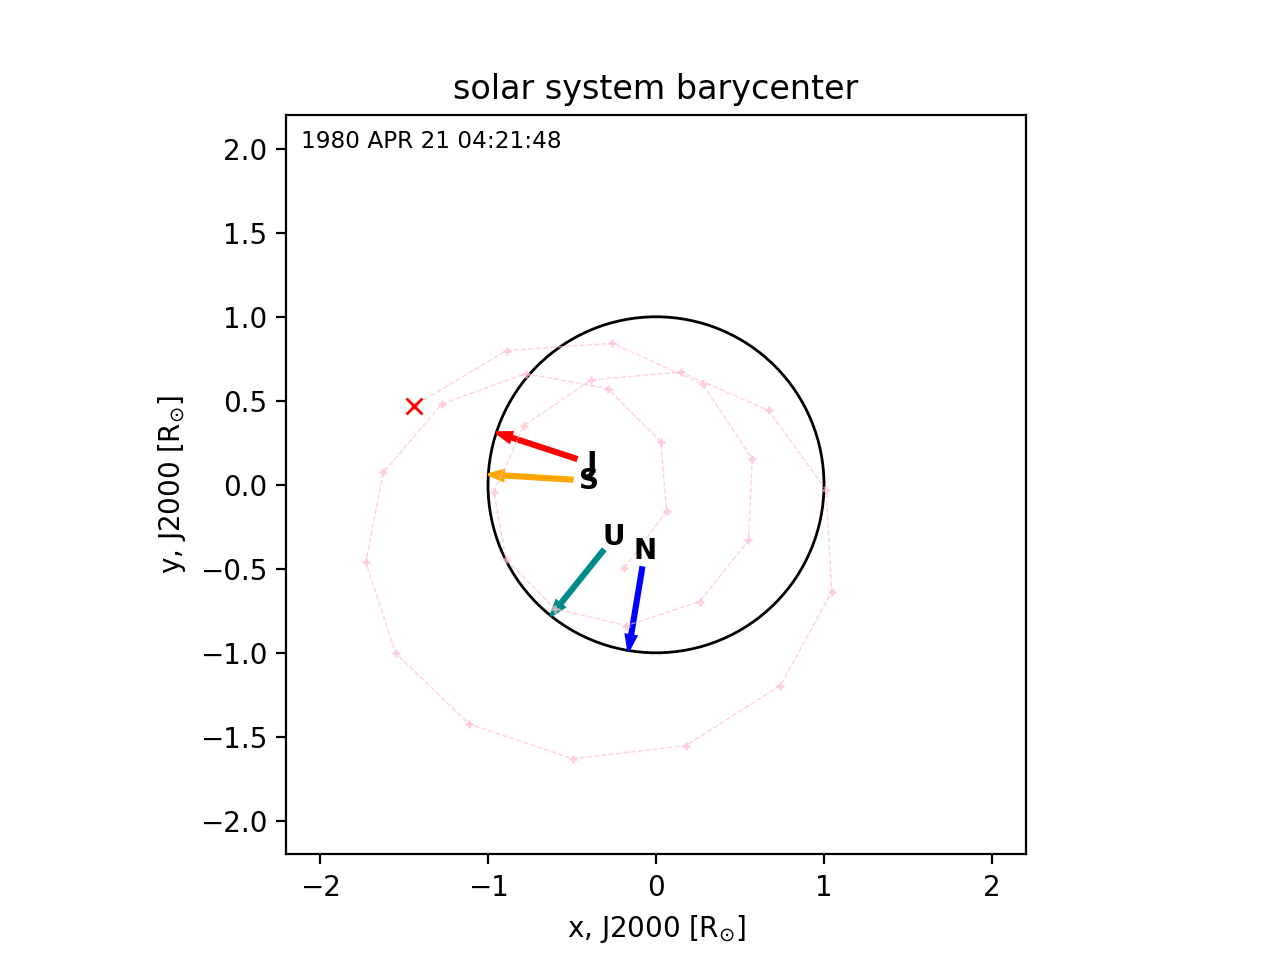 solar system barycenter
1980 APR 21 04:21:48
2.0
1.5
1.0
0.5
0.0
−0.5
−1.0
−1.5
−2.0
y, J2000 [R☉]
J
S
U
N
−2
−1
0
1
2
x, J2000 [R☉]